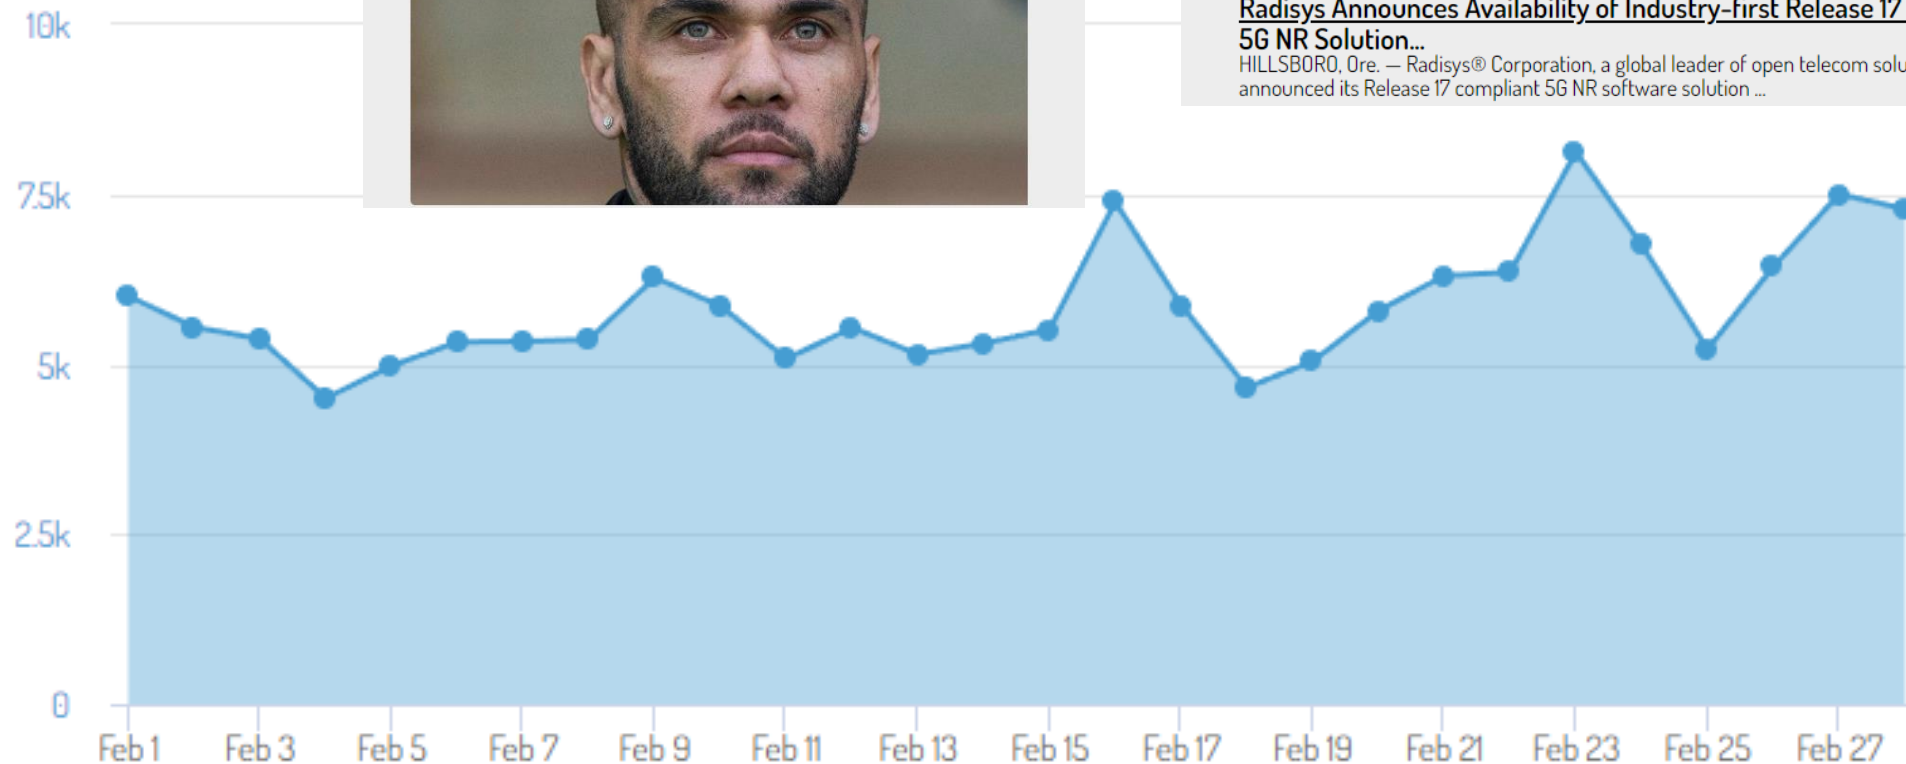 10k
7.5k
5k
2.5k
0
Radisys Announces Availability of Industry-first Release 17
5G NR Solution...
HILLSBORO, Ore. — Radisys® Corporation, a global leader of open telecom
announced its Release 17 compliant 5G NR software solution ...
Feb 1
Feb 3
Feb 5
Feb 7
Feb 9
Feb 11
Feb 13
Feb 15
Feb 17
Feb 19
Feb 21
Feb 23
Feb 25
Feb 27